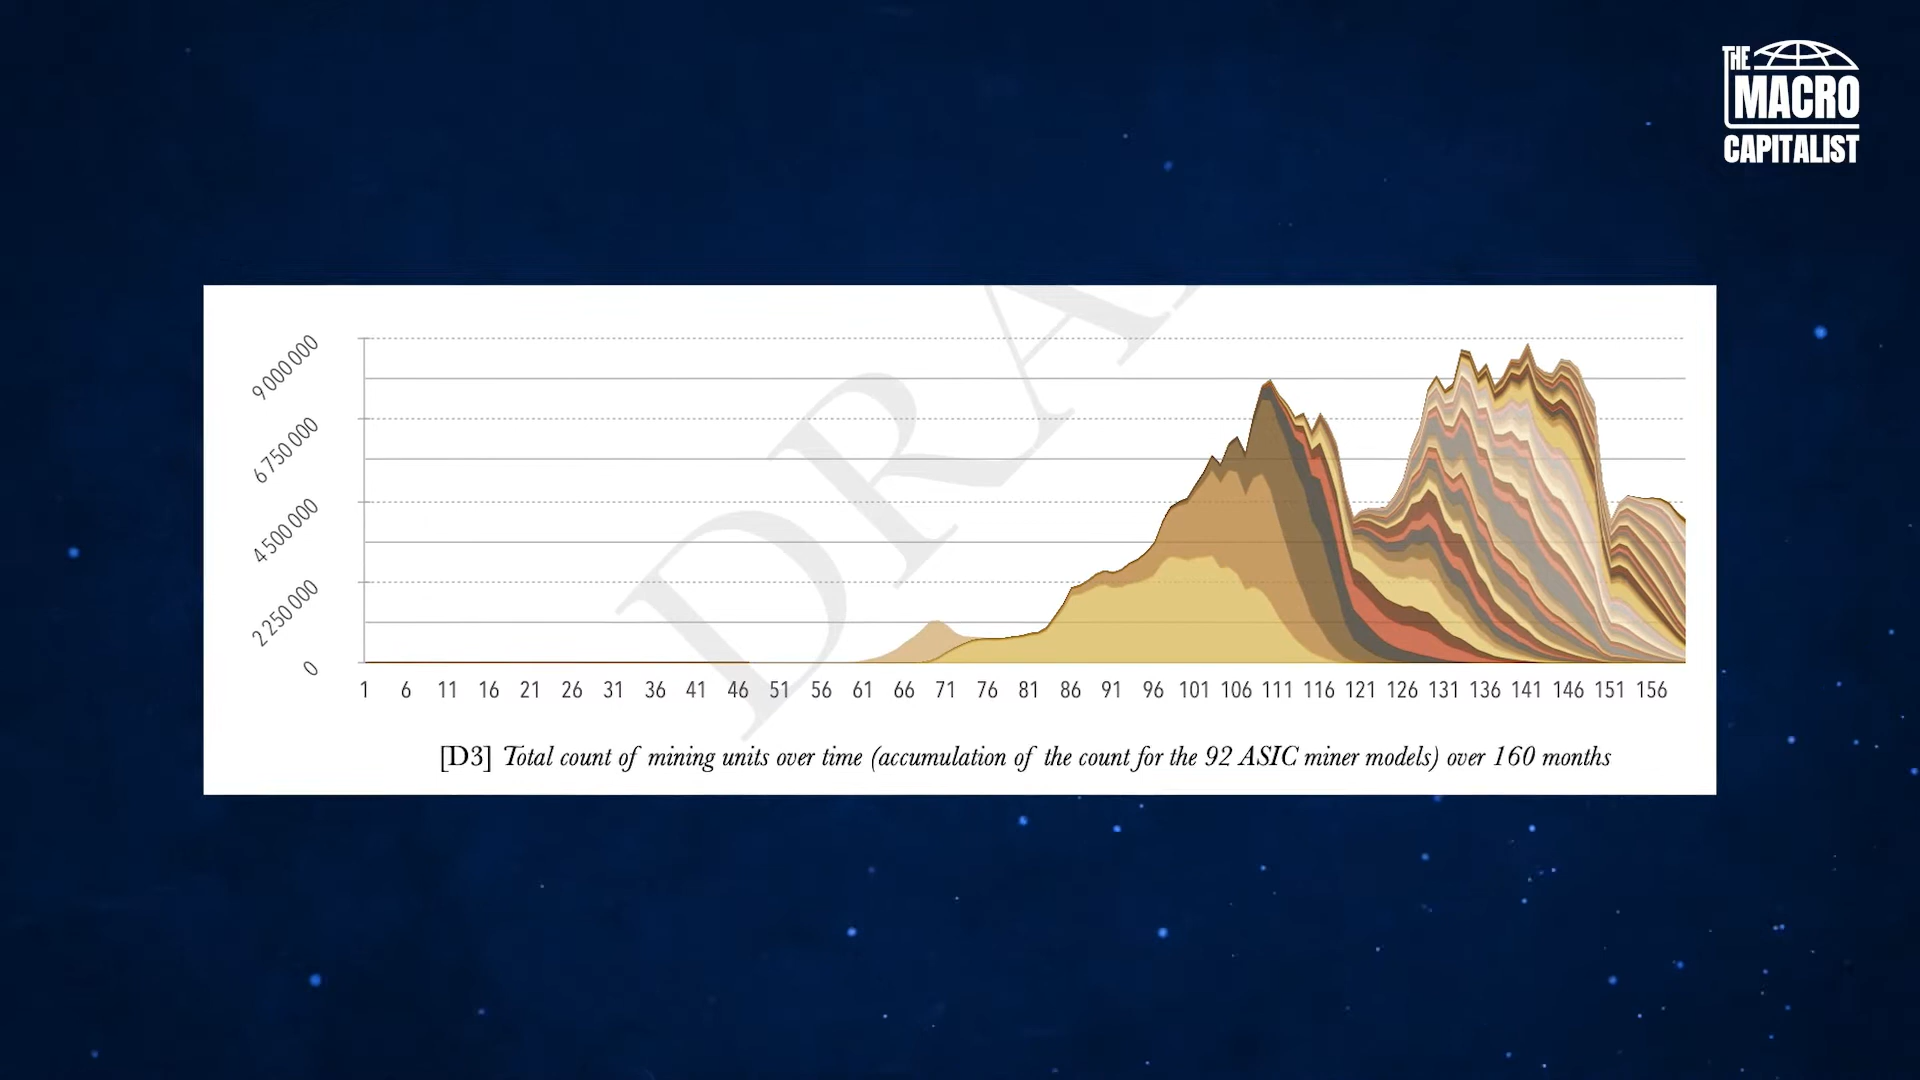 THE
MACRO
CAPITALIST
DRA
9 000 000
6 750 000
4 500 000
2 250 000
0
1 6 11 16 21 26 31 36 41 46 51 56 61 66 71 76 81 86 91 96 101 106 111 116 121 126 131 136 141 146 151 156
[D3] Total count of mining units over time (accumulation of the count for the 92 ASIC miner models) over 160 months